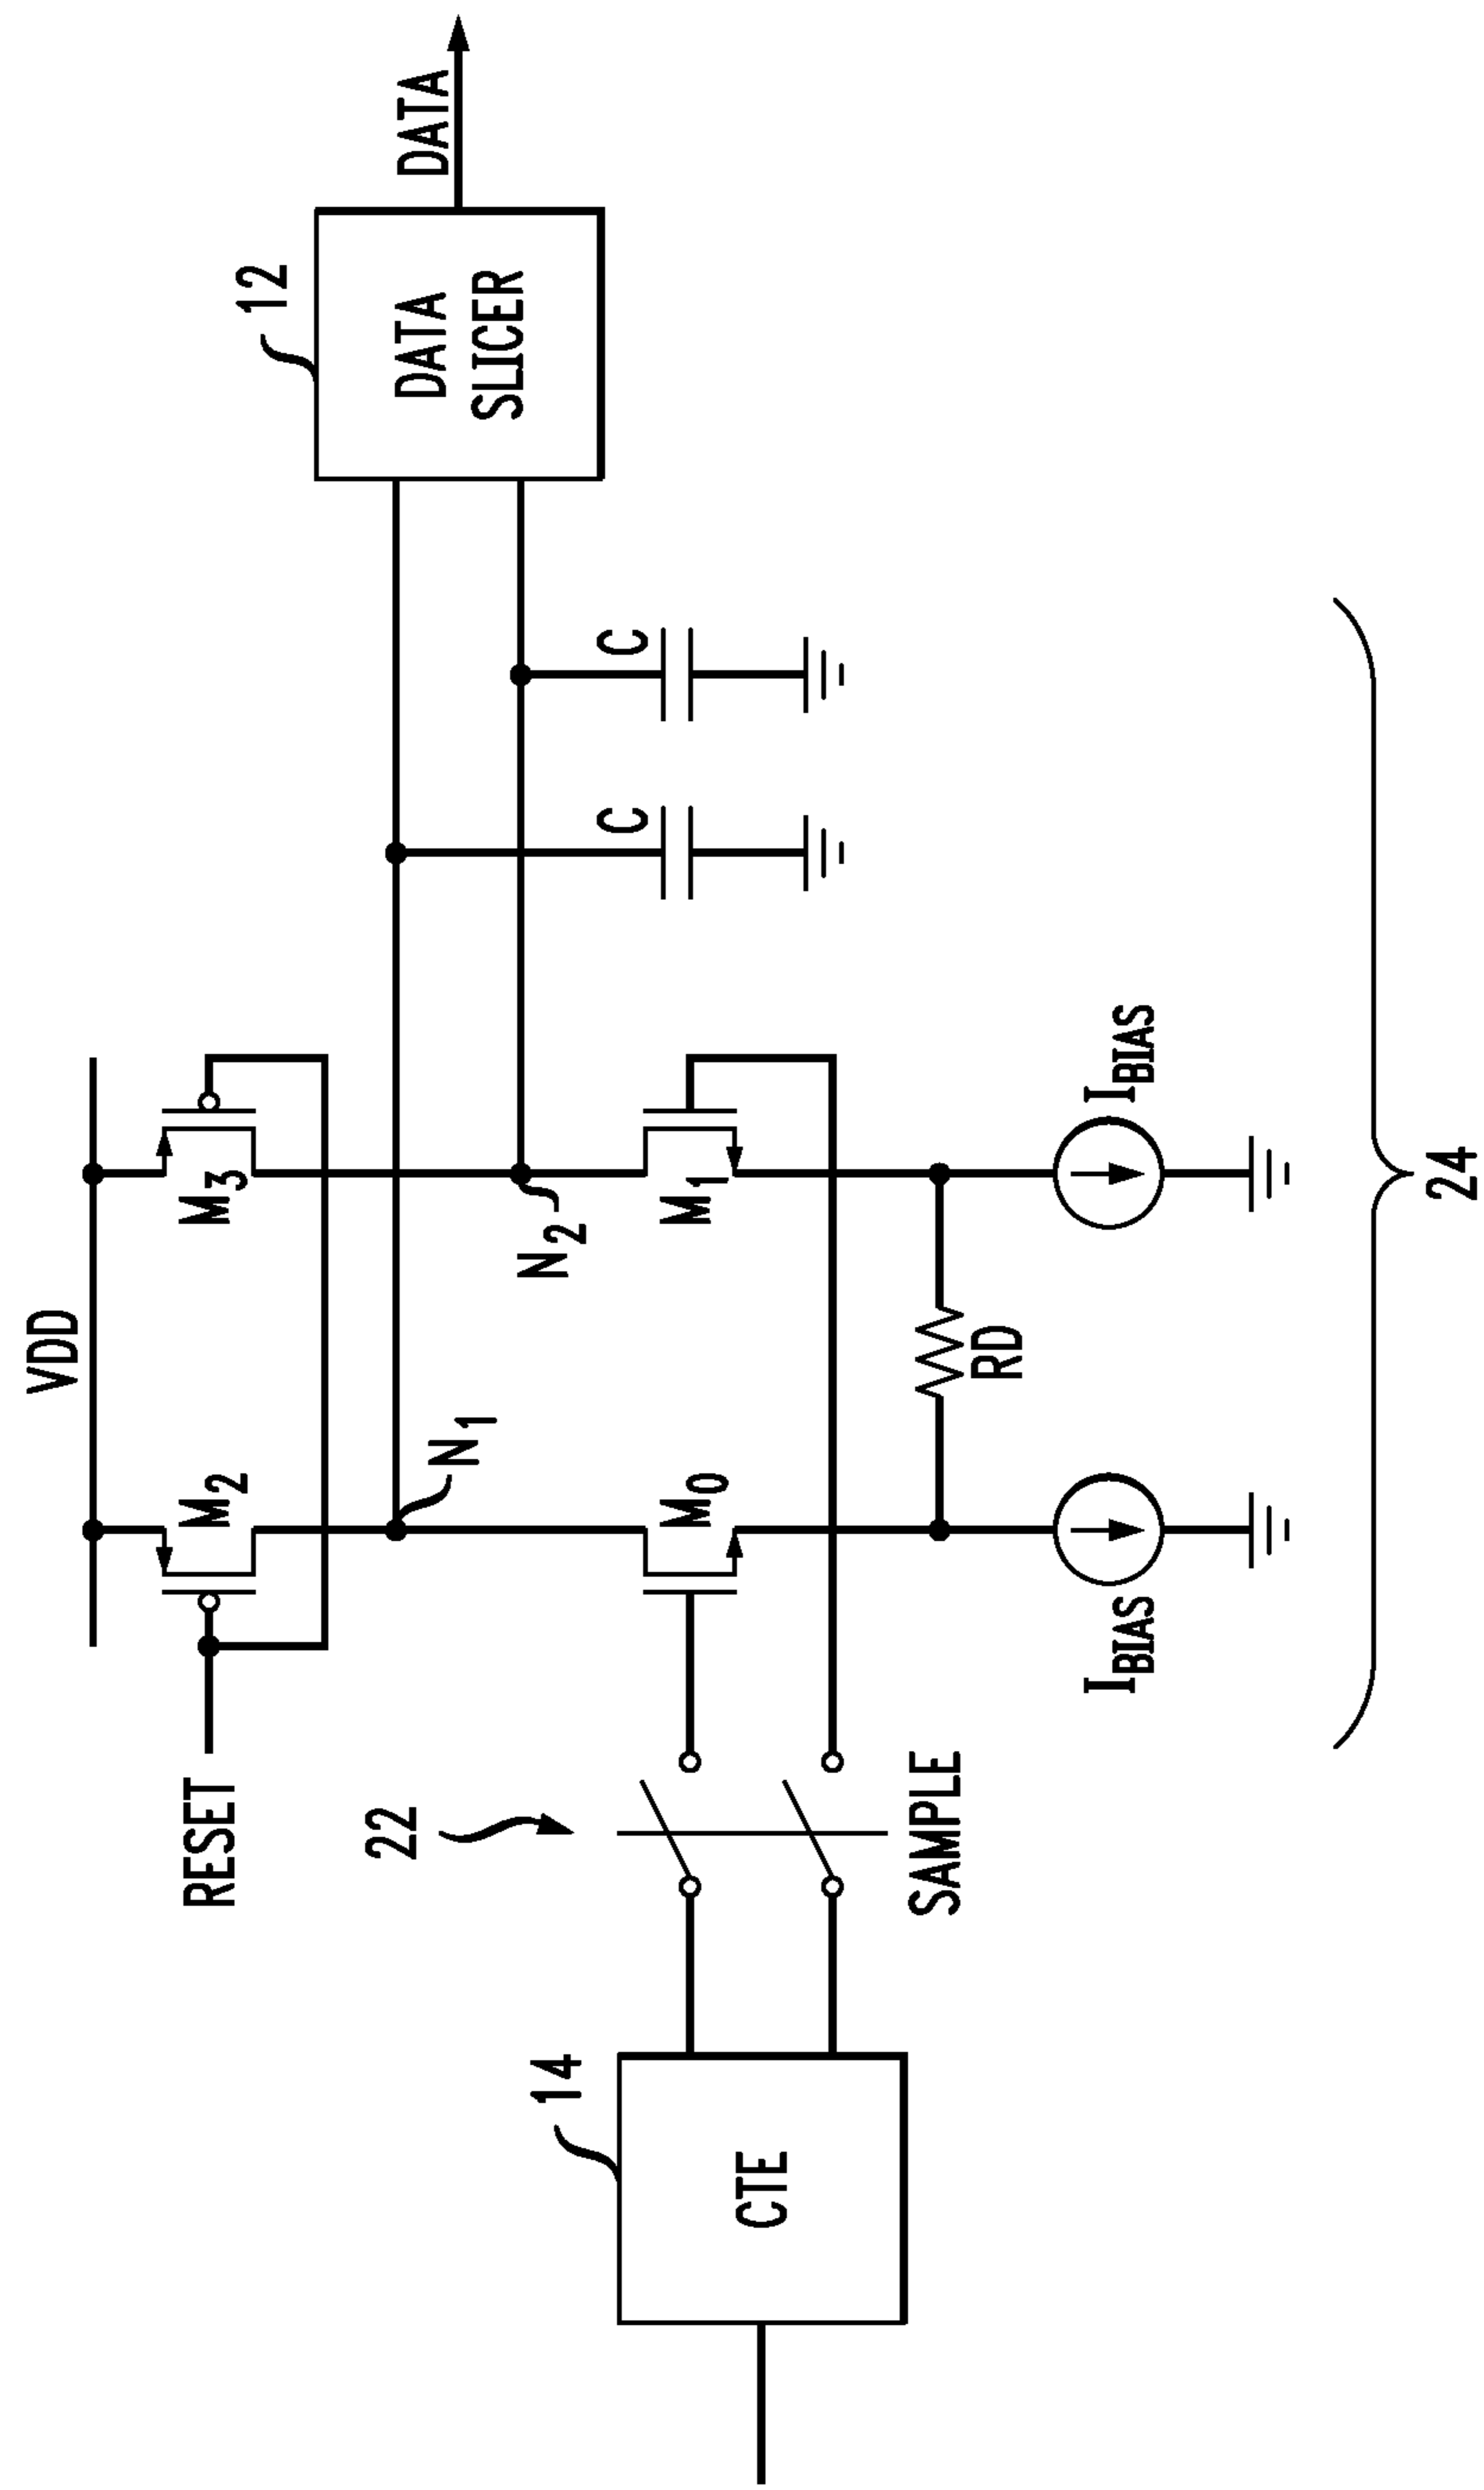 VDD
RESET
M2
M3
N1
N2
22
14
CTE
SAMPLE
M0
M1
RD
IBIAS
IBIAS
C
C
12
DATA
SLICER
DATA
24